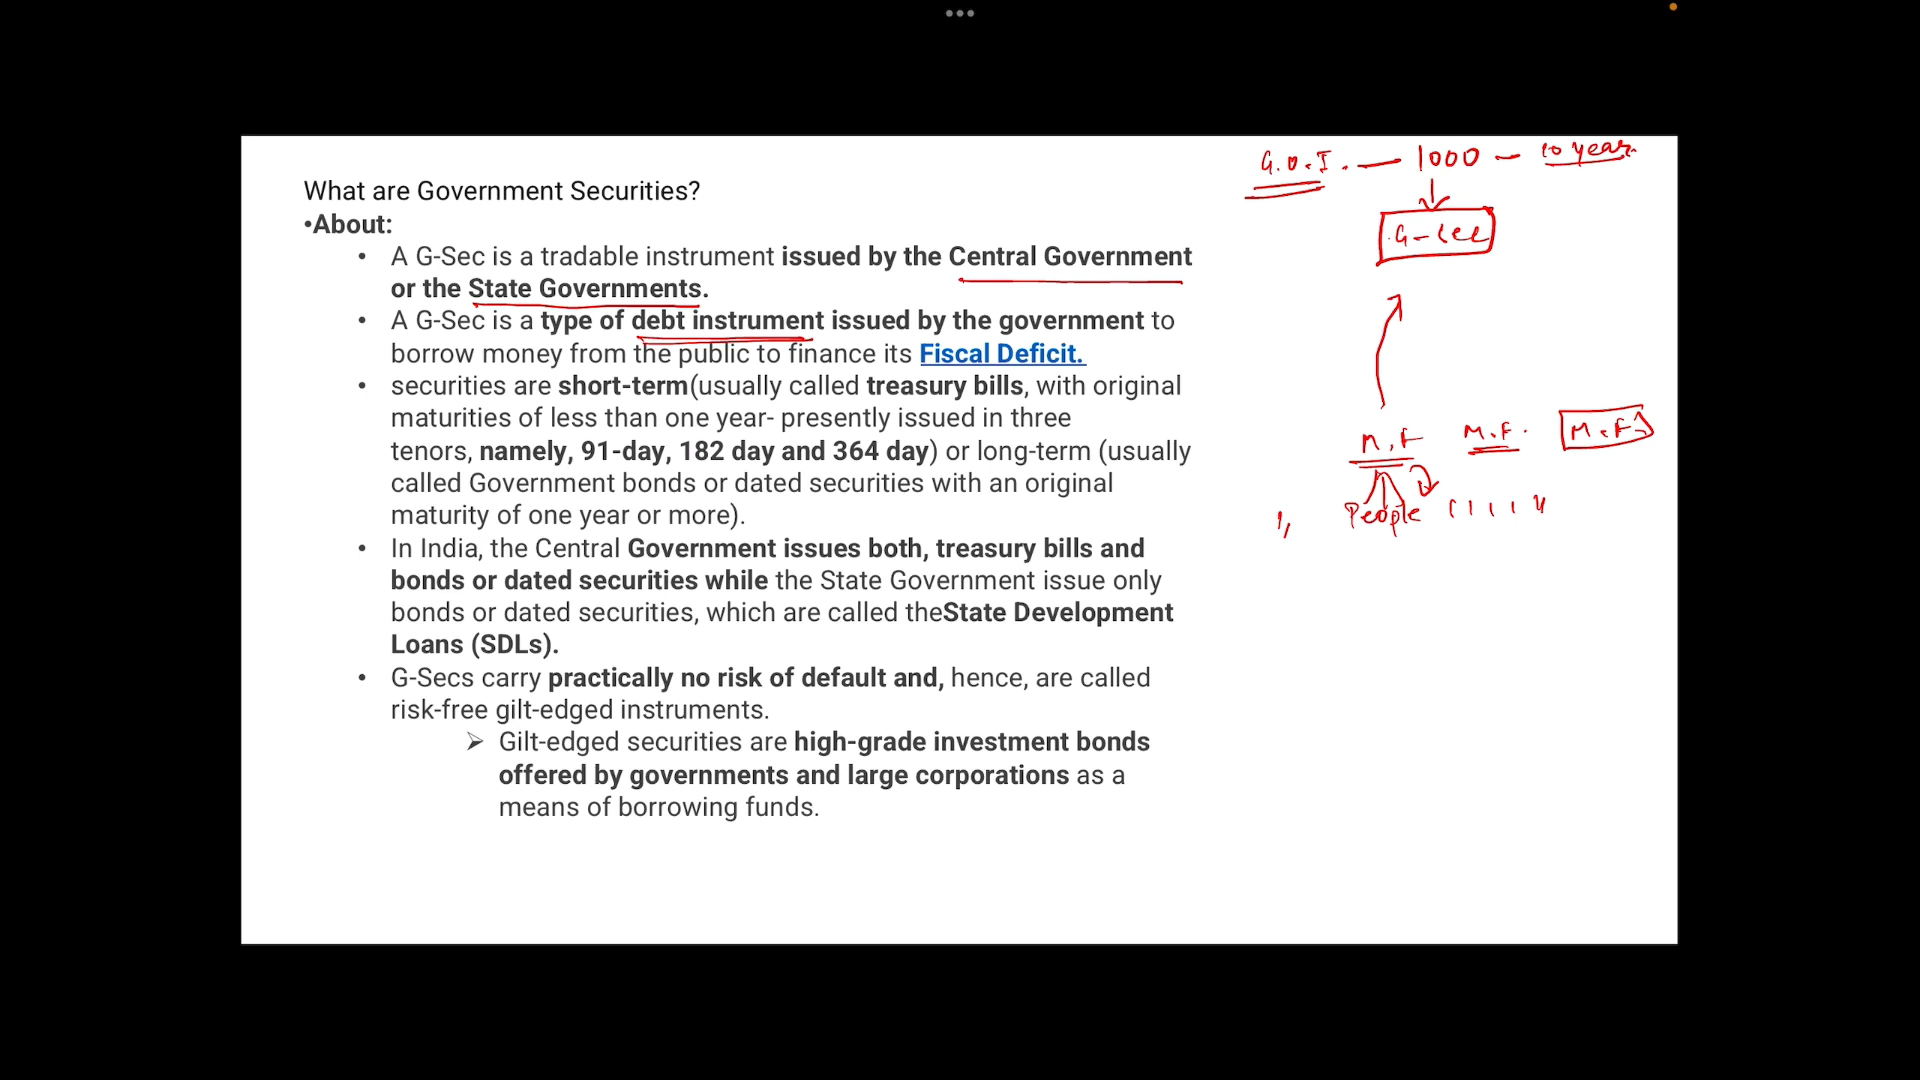 What are Government Securities?
•About:
• A G-Sec is a tradable instrument issued by the Central Government
or the State Governments.
• A G-Sec is a type of debt instrument issued by the government to
borrow money from the public to finance its Fiscal Deficit.
• securities are short-term(usually called treasury bills, with original
maturities of less than one year- presently issued in three
tenors, namely, 91-day, 182 day and 364 day) or long-term (usually
called Government bonds or dated securities with an original
maturity of one year or more).
• In India, the Central Government issues both, treasury bills and
bonds or dated securities while the State Government issue only
bonds or dated securities, which are called theState Development
Loans (SDLs).
• G-Secs carry practically no risk of default and, hence, are called
risk-free gilt-edged instruments.
➢ Gilt-edged securities are high-grade investment bonds
offered by governments and large corporations as a
means of borrowing funds.
G.O.I. — 1000 — 10 year
G-Sec
M.F M.F. M.F
People